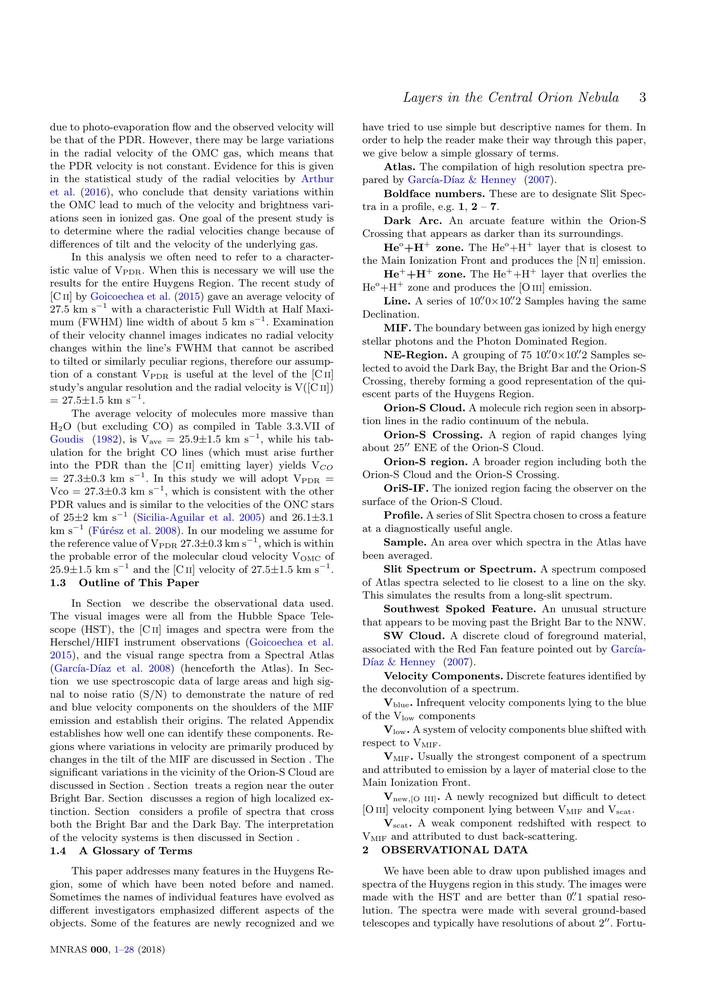 Layers in the Central Orion Nebula 3
due to photo-evaporation flow and the observed velocity will
be that of the PDR. However, there may be large variations
in the radial velocity of the OMC gas, which means that
the PDR velocity is not constant. Evidence for this is given
in the statistical study of the radial velocities by Arthur
et al. (2016), who conclude that density variations within
the OMC lead to much of the velocity and brightness vari-
ations seen in ionized gas. One goal of the present study is
to determine where the radial velocities change because of
differences of tilt and the velocity of the underlying gas.
In this analysis we often need to refer to a character-
istic value of V_PDR. When this is necessary we will use the
results for the entire Huygens Region. The recent study of
[C II] by Goicoechea et al. (2015) gave an average velocity of
27.5 km s⁻¹ with a characteristic Full Width at Half Maxi-
mum (FWHM) line width of about 5 km s⁻¹. Examination
of their velocity channel images indicates no radial velocity
changes within the line's FWHM that cannot be ascribed
to tilted or similarly peculiar regions, therefore our assump-
tion of a constant V_PDR is useful at the level of the [C II]
study's angular resolution and the radial velocity is V([C II])
= 27.5±1.5 km s⁻¹.
The average velocity of molecules more massive than
H₂O (but excluding CO) as compiled in Table 3.3.VII of
Goudis (1982), is V_ave = 25.9±1.5 km s⁻¹, while his tab-
ulation for the bright CO lines (which must arise further
into the PDR than the [C II] emitting layer) yields V_CO
= 27.3±0.3 km s⁻¹. In this study we will adopt V_PDR =
Vco = 27.3±0.3 km s⁻¹, which is consistent with the other
PDR values and is similar to the velocities of the ONC stars
of 25±2 km s⁻¹ (Sicilia-Aguilar et al. 2005) and 26.1±3.1
km s⁻¹ (Fűrész et al. 2008). In our modeling we assume for
the reference value of V_PDR 27.3±0.3 km s⁻¹, which is within
the probable error of the molecular cloud velocity V_OMC of
25.9±1.5 km s⁻¹ and the [C II] velocity of 27.5±1.5 km s⁻¹.
1.3 Outline of This Paper
In Section we describe the observational data used.
The visual images were all from the Hubble Space Tele-
scope (HST), the [C II] images and spectra were from the
Herschel/HIFI instrument observations (Goicoechea et al.
2015), and the visual range spectra from a Spectral Atlas
(García-Díaz et al. 2008) (henceforth the Atlas). In Sec-
tion we use spectroscopic data of large areas and high sig-
nal to noise ratio (S/N) to demonstrate the nature of red
and blue velocity components on the shoulders of the MIF
emission and establish their origins. The related Appendix
establishes how well one can identify these components. Re-
gions where variations in velocity are primarily produced by
changes in the tilt of the MIF are discussed in Section . The
significant variations in the vicinity of the Orion-S Cloud are
discussed in Section . Section treats a region near the outer
Bright Bar. Section discusses a region of high localized ex-
tinction. Section considers a profile of spectra that cross
both the Bright Bar and the Dark Bay. The interpretation
of the velocity systems is then discussed in Section .
1.4 A Glossary of Terms
This paper addresses many features in the Huygens Re-
gion, some of which have been noted before and named.
Sometimes the names of individual features have evolved as
different investigators emphasized different aspects of the
objects. Some of the features are newly recognized and we
have tried to use simple but descriptive names for them. In
order to help the reader make their way through this paper,
we give below a simple glossary of terms.
Atlas. The compilation of high resolution spectra pre-
pared by García-Díaz & Henney (2007).
Boldface numbers. These are to designate Slit Spec-
tra in a profile, e.g. 1, 2 – 7.
Dark Arc. An arcuate feature within the Orion-S
Crossing that appears as darker than its surroundings.
He°+H⁺ zone. The He°+H⁺ layer that is closest to
the Main Ionization Front and produces the [N II] emission.
He⁺+H⁺ zone. The He⁺+H⁺ layer that overlies the
He°+H⁺ zone and produces the [O III] emission.
Line. A series of 10″.0×10″.2 Samples having the same
Declination.
MIF. The boundary between gas ionized by high energy
stellar photons and the Photon Dominated Region.
NE-Region. A grouping of 75 10″.0×10″.2 Samples se-
lected to avoid the Dark Bay, the Bright Bar and the Orion-S
Crossing, thereby forming a good representation of the qui-
escent parts of the Huygens Region.
Orion-S Cloud. A molecule rich region seen in absorp-
tion lines in the radio continuum of the nebula.
Orion-S Crossing. A region of rapid changes lying
about 25″ ENE of the Orion-S Cloud.
Orion-S region. A broader region including both the
Orion-S Cloud and the Orion-S Crossing.
OriS-IF. The ionized region facing the observer on the
surface of the Orion-S Cloud.
Profile. A series of Slit Spectra chosen to cross a feature
at a diagnostically useful angle.
Sample. An area over which spectra in the Atlas have
been averaged.
Slit Spectrum or Spectrum. A spectrum composed
of Atlas spectra selected to lie closest to a line on the sky.
This simulates the results from a long-slit spectrum.
Southwest Spoked Feature. An unusual structure
that appears to be moving past the Bright Bar to the NNW.
SW Cloud. A discrete cloud of foreground material,
associated with the Red Fan feature pointed out by García-
Díaz & Henney (2007).
Velocity Components. Discrete features identified by
the deconvolution of a spectrum.
V_blue. Infrequent velocity components lying to the blue
of the V_low components
V_low. A system of velocity components blue shifted with
respect to V_MIF.
V_MIF. Usually the strongest component of a spectrum
and attributed to emission by a layer of material close to the
Main Ionization Front.
V_new,[O III]. A newly recognized but difficult to detect
[O III] velocity component lying between V_MIF and V_scat.
V_scat. A weak component redshifted with respect to
V_MIF and attributed to dust back-scattering.
2 OBSERVATIONAL DATA
We have been able to draw upon published images and
spectra of the Huygens region in this study. The images were
made with the HST and are better than 0″.1 spatial reso-
lution. The spectra were made with several ground-based
telescopes and typically have resolutions of about 2″. Fortu-
MNRAS 000, 1–28 (2018)